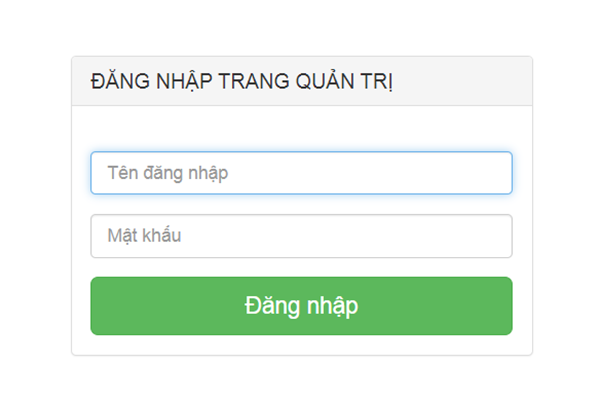 ĐĂNG NHẬP TRANG QUẢN TRỊ
Tên đăng nhập
Mật khẩu
Đăng nhập